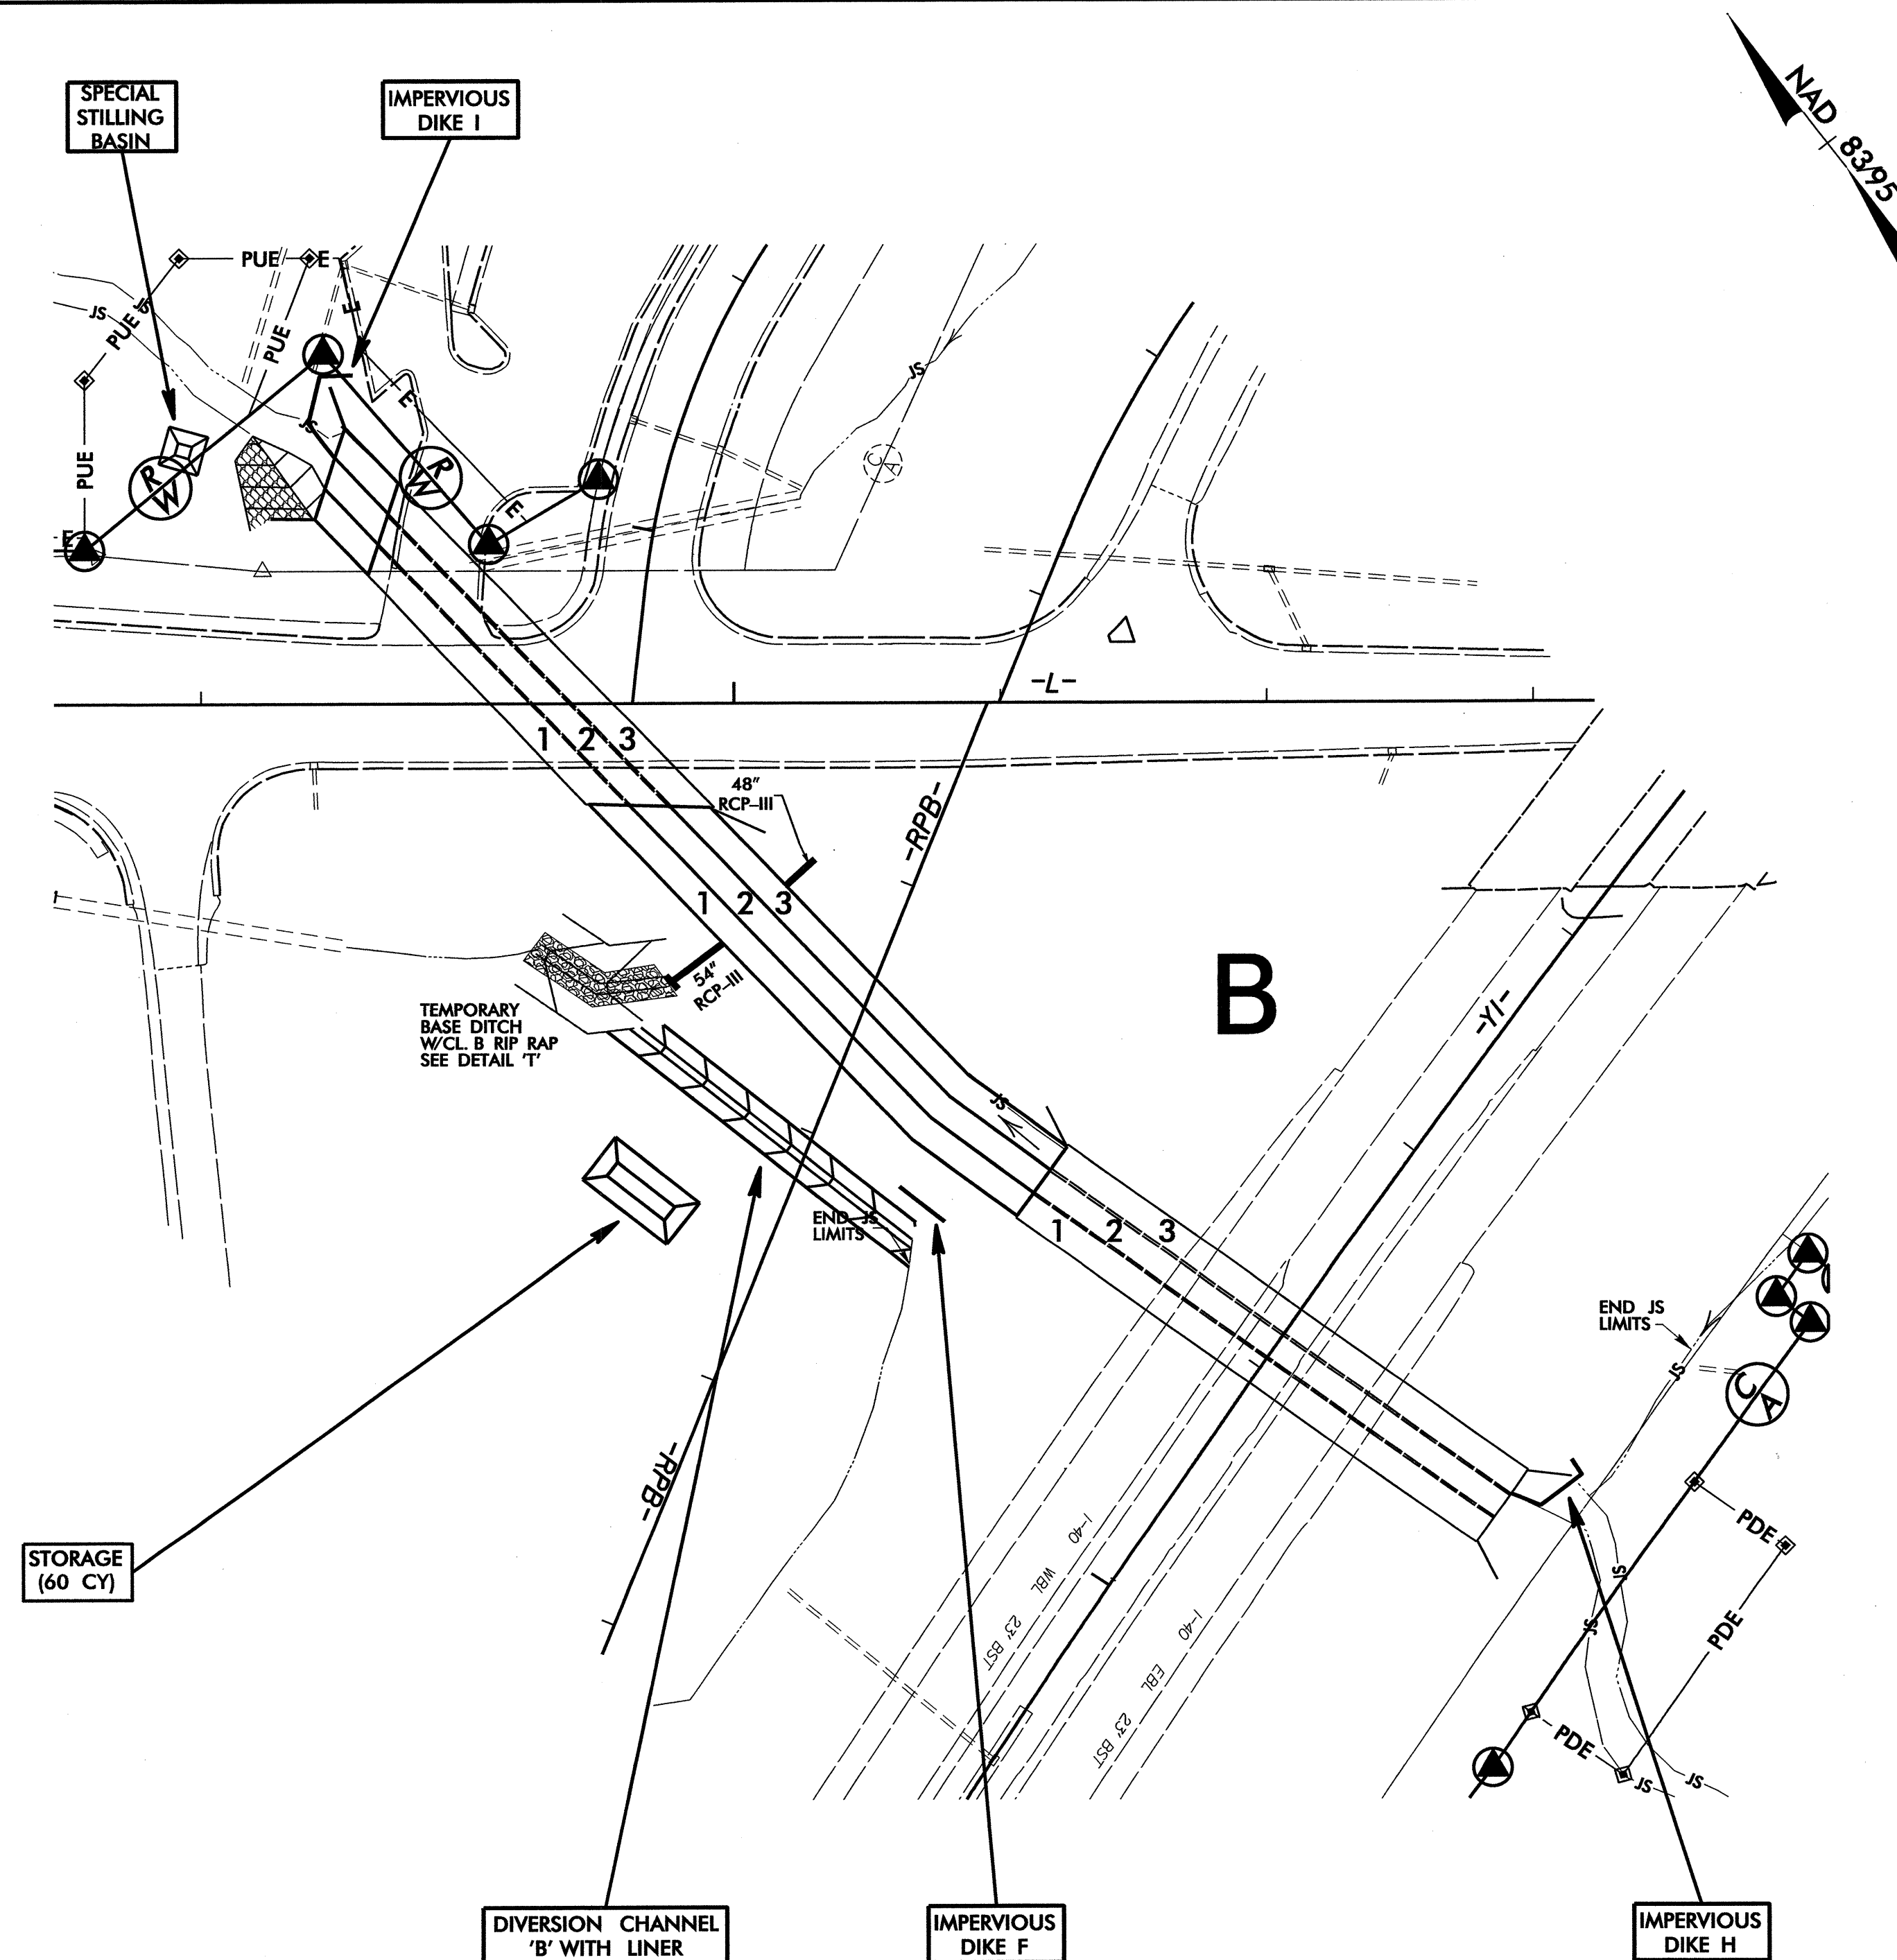 SPECIAL
STILLING
BASIN
IMPERVIOUS
DIKE I
NAD 83/95
PUE
E
JS
JS
PUE
PUE
E
E
JS
JS
PUE
R
W
R
W
C
A
E
E
-L-
1 2 3
48"
RCP-III
-RPB-
1 2 3
54"
RCP-III
B
-Y1-
TEMPORARY
BASE DITCH
W/CL. B RIP RAP
SEE DETAIL 'T'
JS
END JS
LIMITS
1 2 3
END JS
LIMITS
JS
C
A
-RPB-
PDE
I-40
WBL
23' BST
I-40
EBL
23' BST
JS
JS
PDE
PDE
JS
JS
STORAGE
(60 CY)
DIVERSION CHANNEL
'B' WITH LINER
IMPERVIOUS
DIKE F
IMPERVIOUS
DIKE H